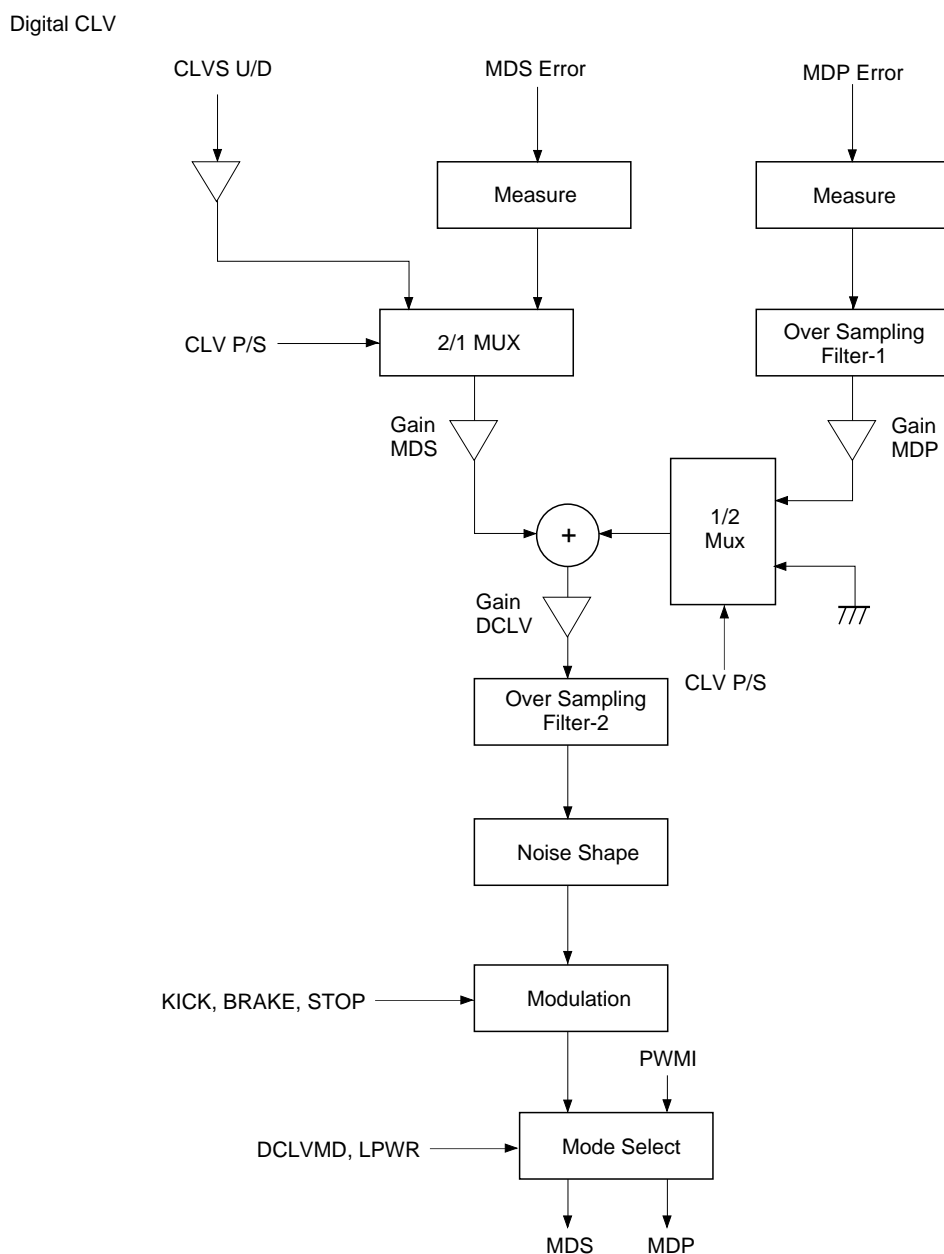 Digital CLV
CLVS U/D
MDS Error
MDP Error
Measure
Measure
CLV P/S
2/1 MUX
Over Sampling
Filter-1
Gain
MDS
Gain
MDP
1/2
Mux
+
Gain
DCLV
CLV P/S
Over Sampling
Filter-2
Noise Shape
KICK, BRAKE, STOP
Modulation
PWMI
DCLVMD, LPWR
Mode Select
MDS
MDP